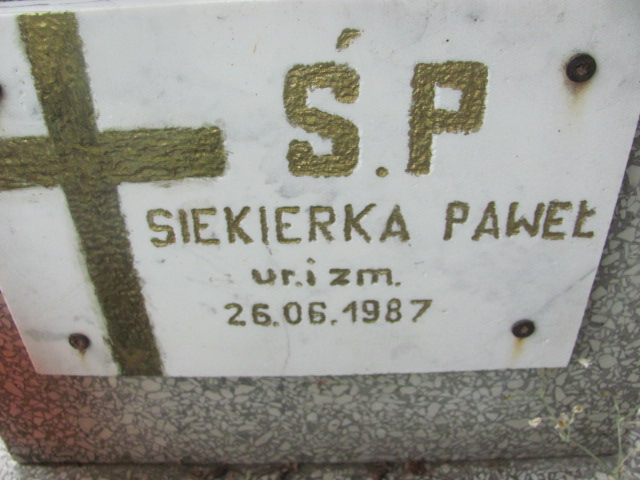 Ś.P
SIEKIERKA PAWEŁ
ur.i zm.
26.06.1987